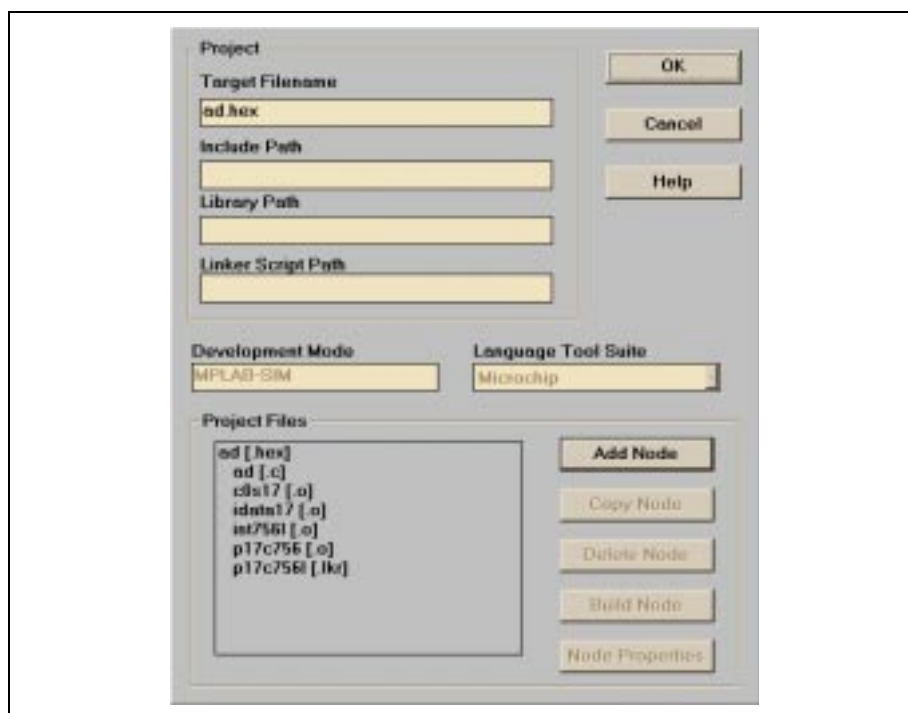 Project
Target Filename
ad.hex
Include Path
Library Path
Linker Script Path
OK
Cancel
Help
Development Mode
MPLAB-SIM
Language Tool Suite
Microchip
Project Files
ad [.hex]
ad [.c]
c0s17 [.o]
idata17 [.o]
int756l [.o]
p17c756 [.o]
p17c756l [.lkr]
Add Node
Copy Node
Delete Node
Build Node
Node Properties